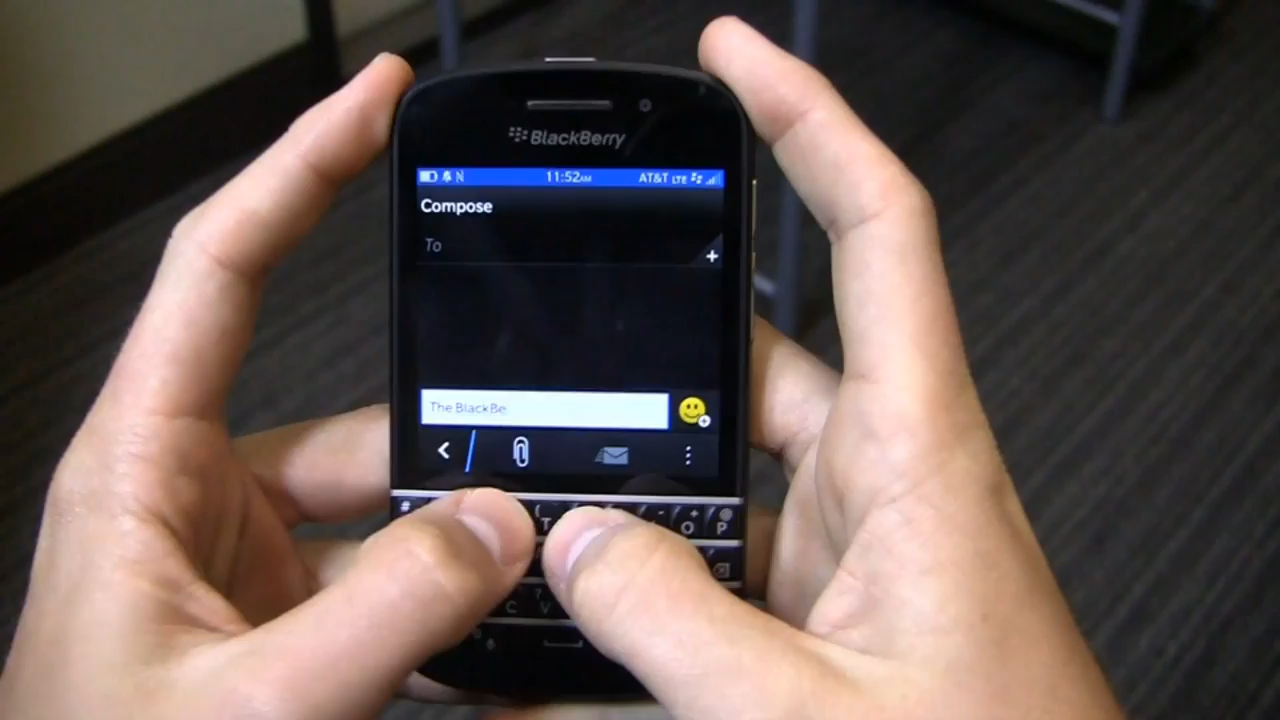 BlackBerry
N 11:52AM AT&T LTE
Compose
To
+
The BlackBe
# ( T - + O @ P
? C V